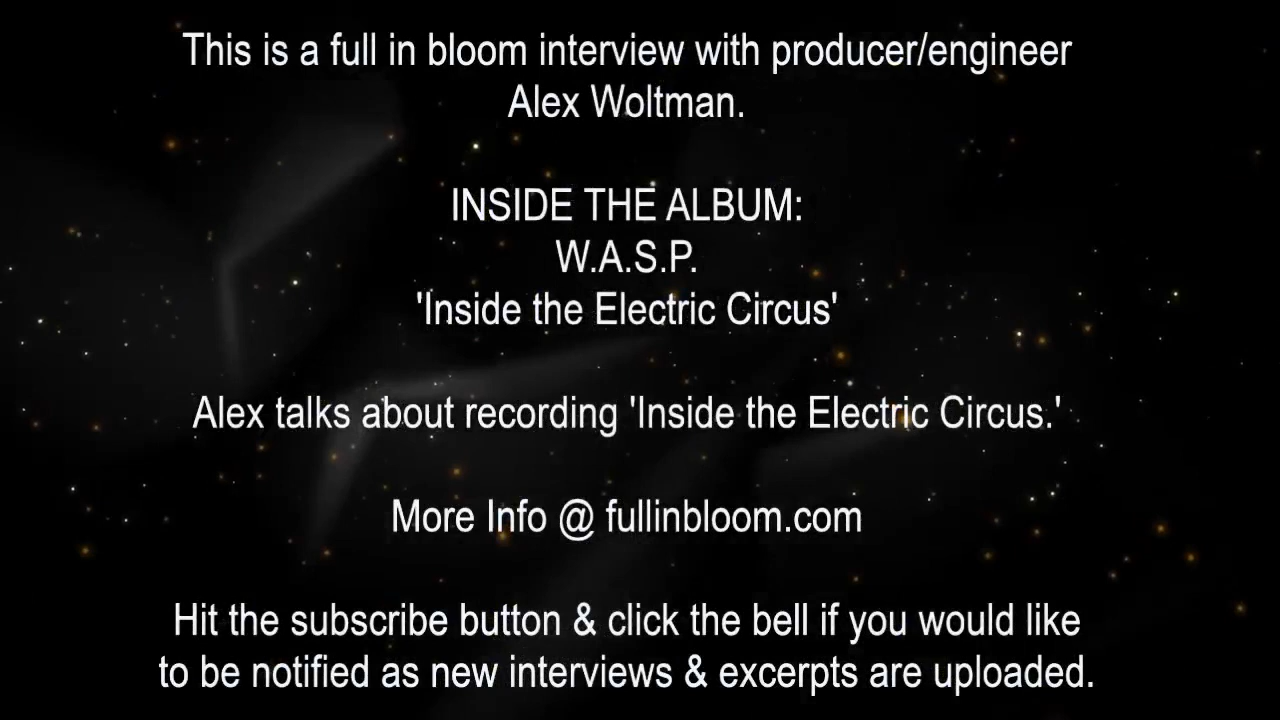 This is a full in bloom interview with producer/engineer
Alex Woltman.
INSIDE THE ALBUM:
W.A.S.P.
'Inside the Electric Circus'
Alex talks about recording 'Inside the Electric Circus.'
More Info @ fullinbloom.com
Hit the subscribe button & click the bell if you would like
to be notified as new interviews & excerpts are uploaded.